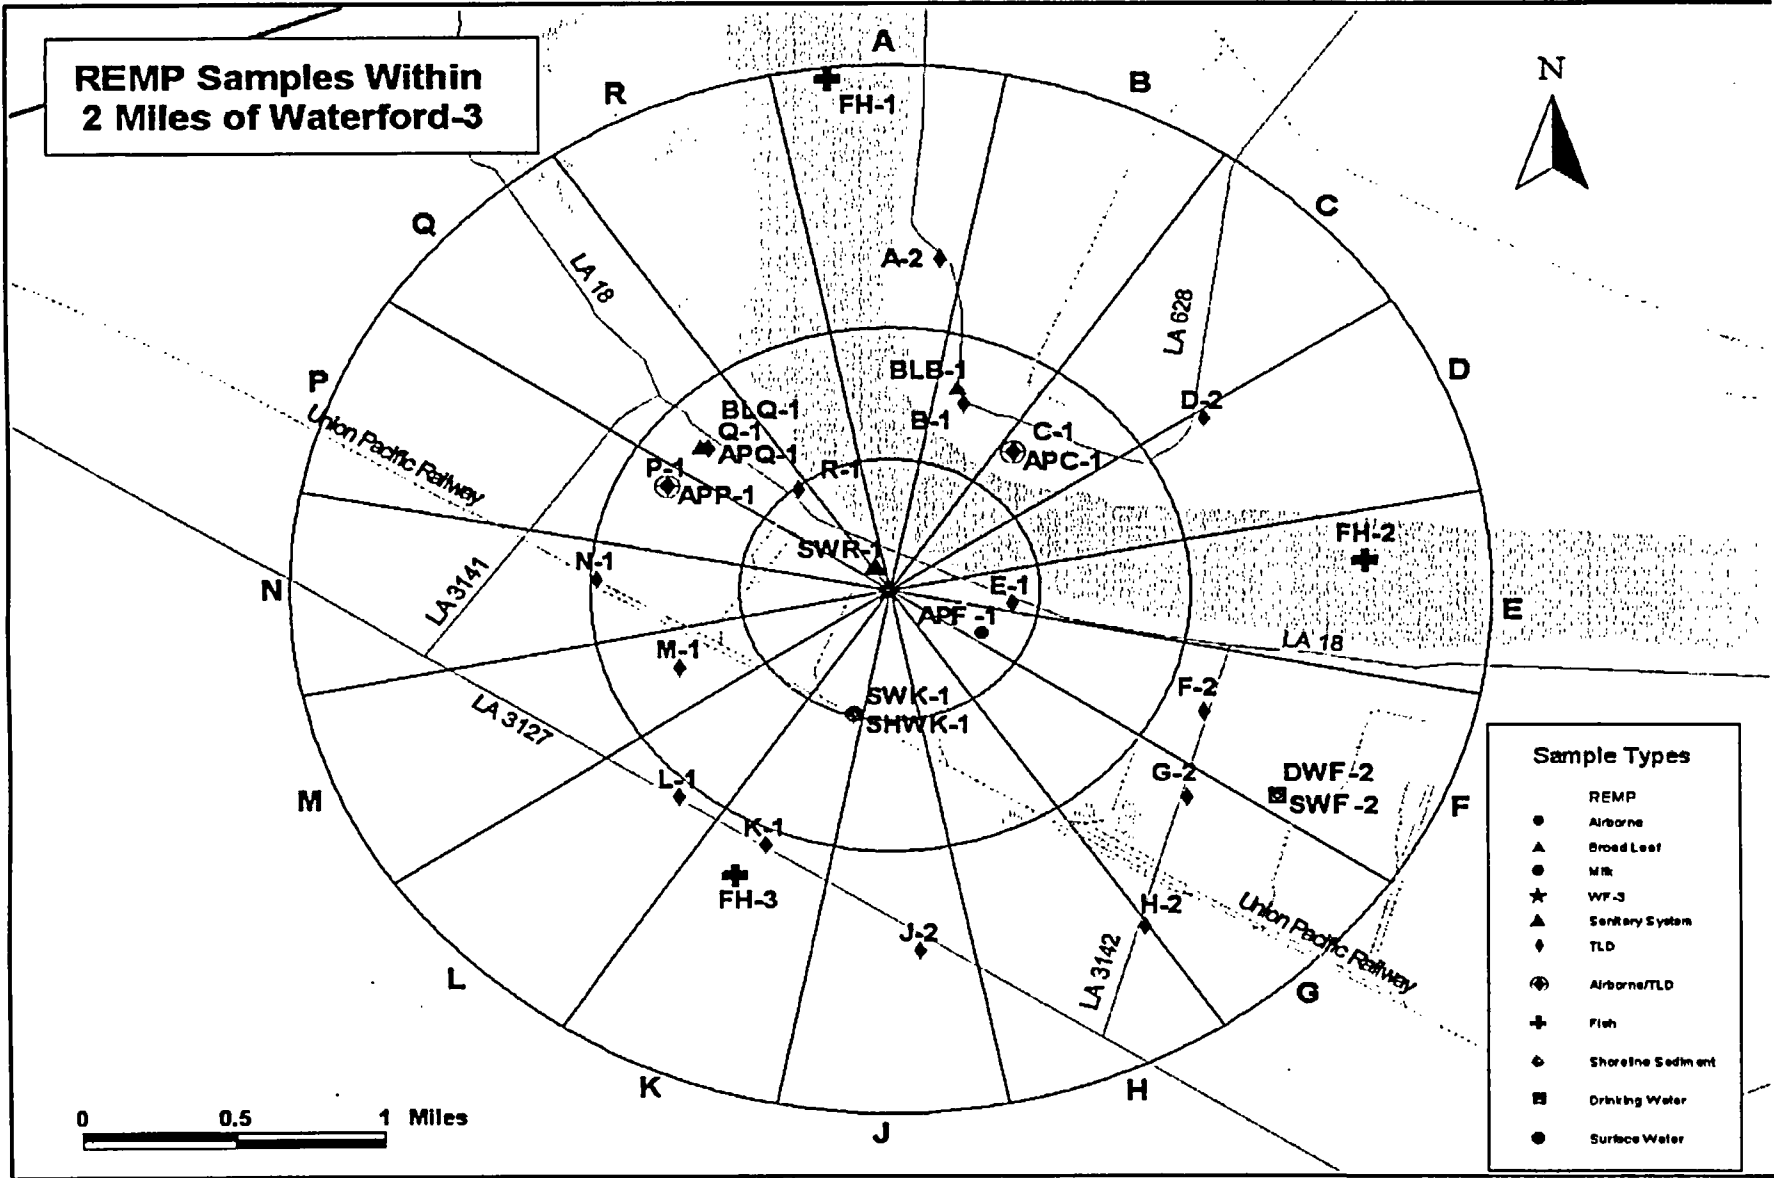 REMP Samples Within
2 Miles of Waterford-3
A
B
C
D
E
F
G
H
J
K
L
M
N
P
Q
R
N
FH-1
A-2
LA 18
LA 628
BLB-1
B-1
D-2
BLQ-1
Q-1
APQ-1
P-1
APP-1
R-1
C-1
APC-1
Union Pacific Railway
FH-2
SWR-1
N-1
E-1
APF-1
LA 3141
LA 18
M-1
F-2
SWK-1
SHWK-1
LA 3127
L-1
G-2
DWF-2
SWF-2
K-1
FH-3
H-2
J-2
LA 3142
Union Pacific Railway
0 0.5 1 Miles
Sample Types
REMP
Airborne
Broad Leaf
Milk
WF-3
Sanitary System
TLD
Airborne/TLD
Fish
Shoreline Sediment
Drinking Water
Surface Water